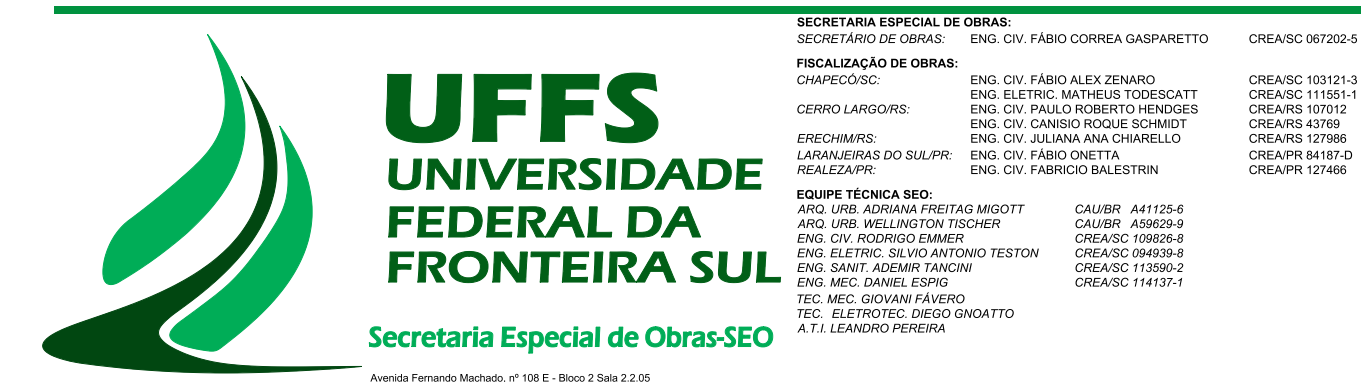 UFFS
UNIVERSIDADE
FEDERAL DA
FRONTEIRA SUL
Secretaria Especial de Obras-SEO
Avenida Fernando Machado. nº 108 E - Bloco 2 Sala 2.2.05
SECRETARIA ESPECIAL DE OBRAS:
SECRETÁRIO DE OBRAS: ENG. CIV. FÁBIO CORREA GASPARETTO CREA/SC 067202-5
FISCALIZAÇÃO DE OBRAS:
CHAPECÓ/SC: ENG. CIV. FÁBIO ALEX ZENARO CREA/SC 103121-3
ENG. ELETRIC. MATHEUS TODESCATT CREA/SC 111551-1
CERRO LARGO/RS: ENG. CIV. PAULO ROBERTO HENDGES CREA/RS 107012
ENG. CIV. CANISIO ROQUE SCHMIDT CREA/RS 43769
ERECHIM/RS: ENG. CIV. JULIANA ANA CHIARELLO CREA/RS 127986
LARANJEIRAS DO SUL/PR: ENG. CIV. FÁBIO ONETTA CREA/PR 84187-D
REALEZA/PR: ENG. CIV. FABRICIO BALESTRIN CREA/PR 127466
EQUIPE TÉCNICA SEO:
ARQ. URB. ADRIANA FREITAG MIGOTT CAU/BR A41125-6
ARQ. URB. WELLINGTON TISCHER CAU/BR A59629-9
ENG. CIV. RODRIGO EMMER CREA/SC 109826-8
ENG. ELETRIC. SILVIO ANTONIO TESTON CREA/SC 094939-8
ENG. SANIT. ADEMIR TANCINI CREA/SC 113590-2
ENG. MEC. DANIEL ESPIG CREA/SC 114137-1
TEC. MEC. GIOVANI FÁVERO
TEC. ELETROTEC. DIEGO GNOATTO
A.T.I. LEANDRO PEREIRA